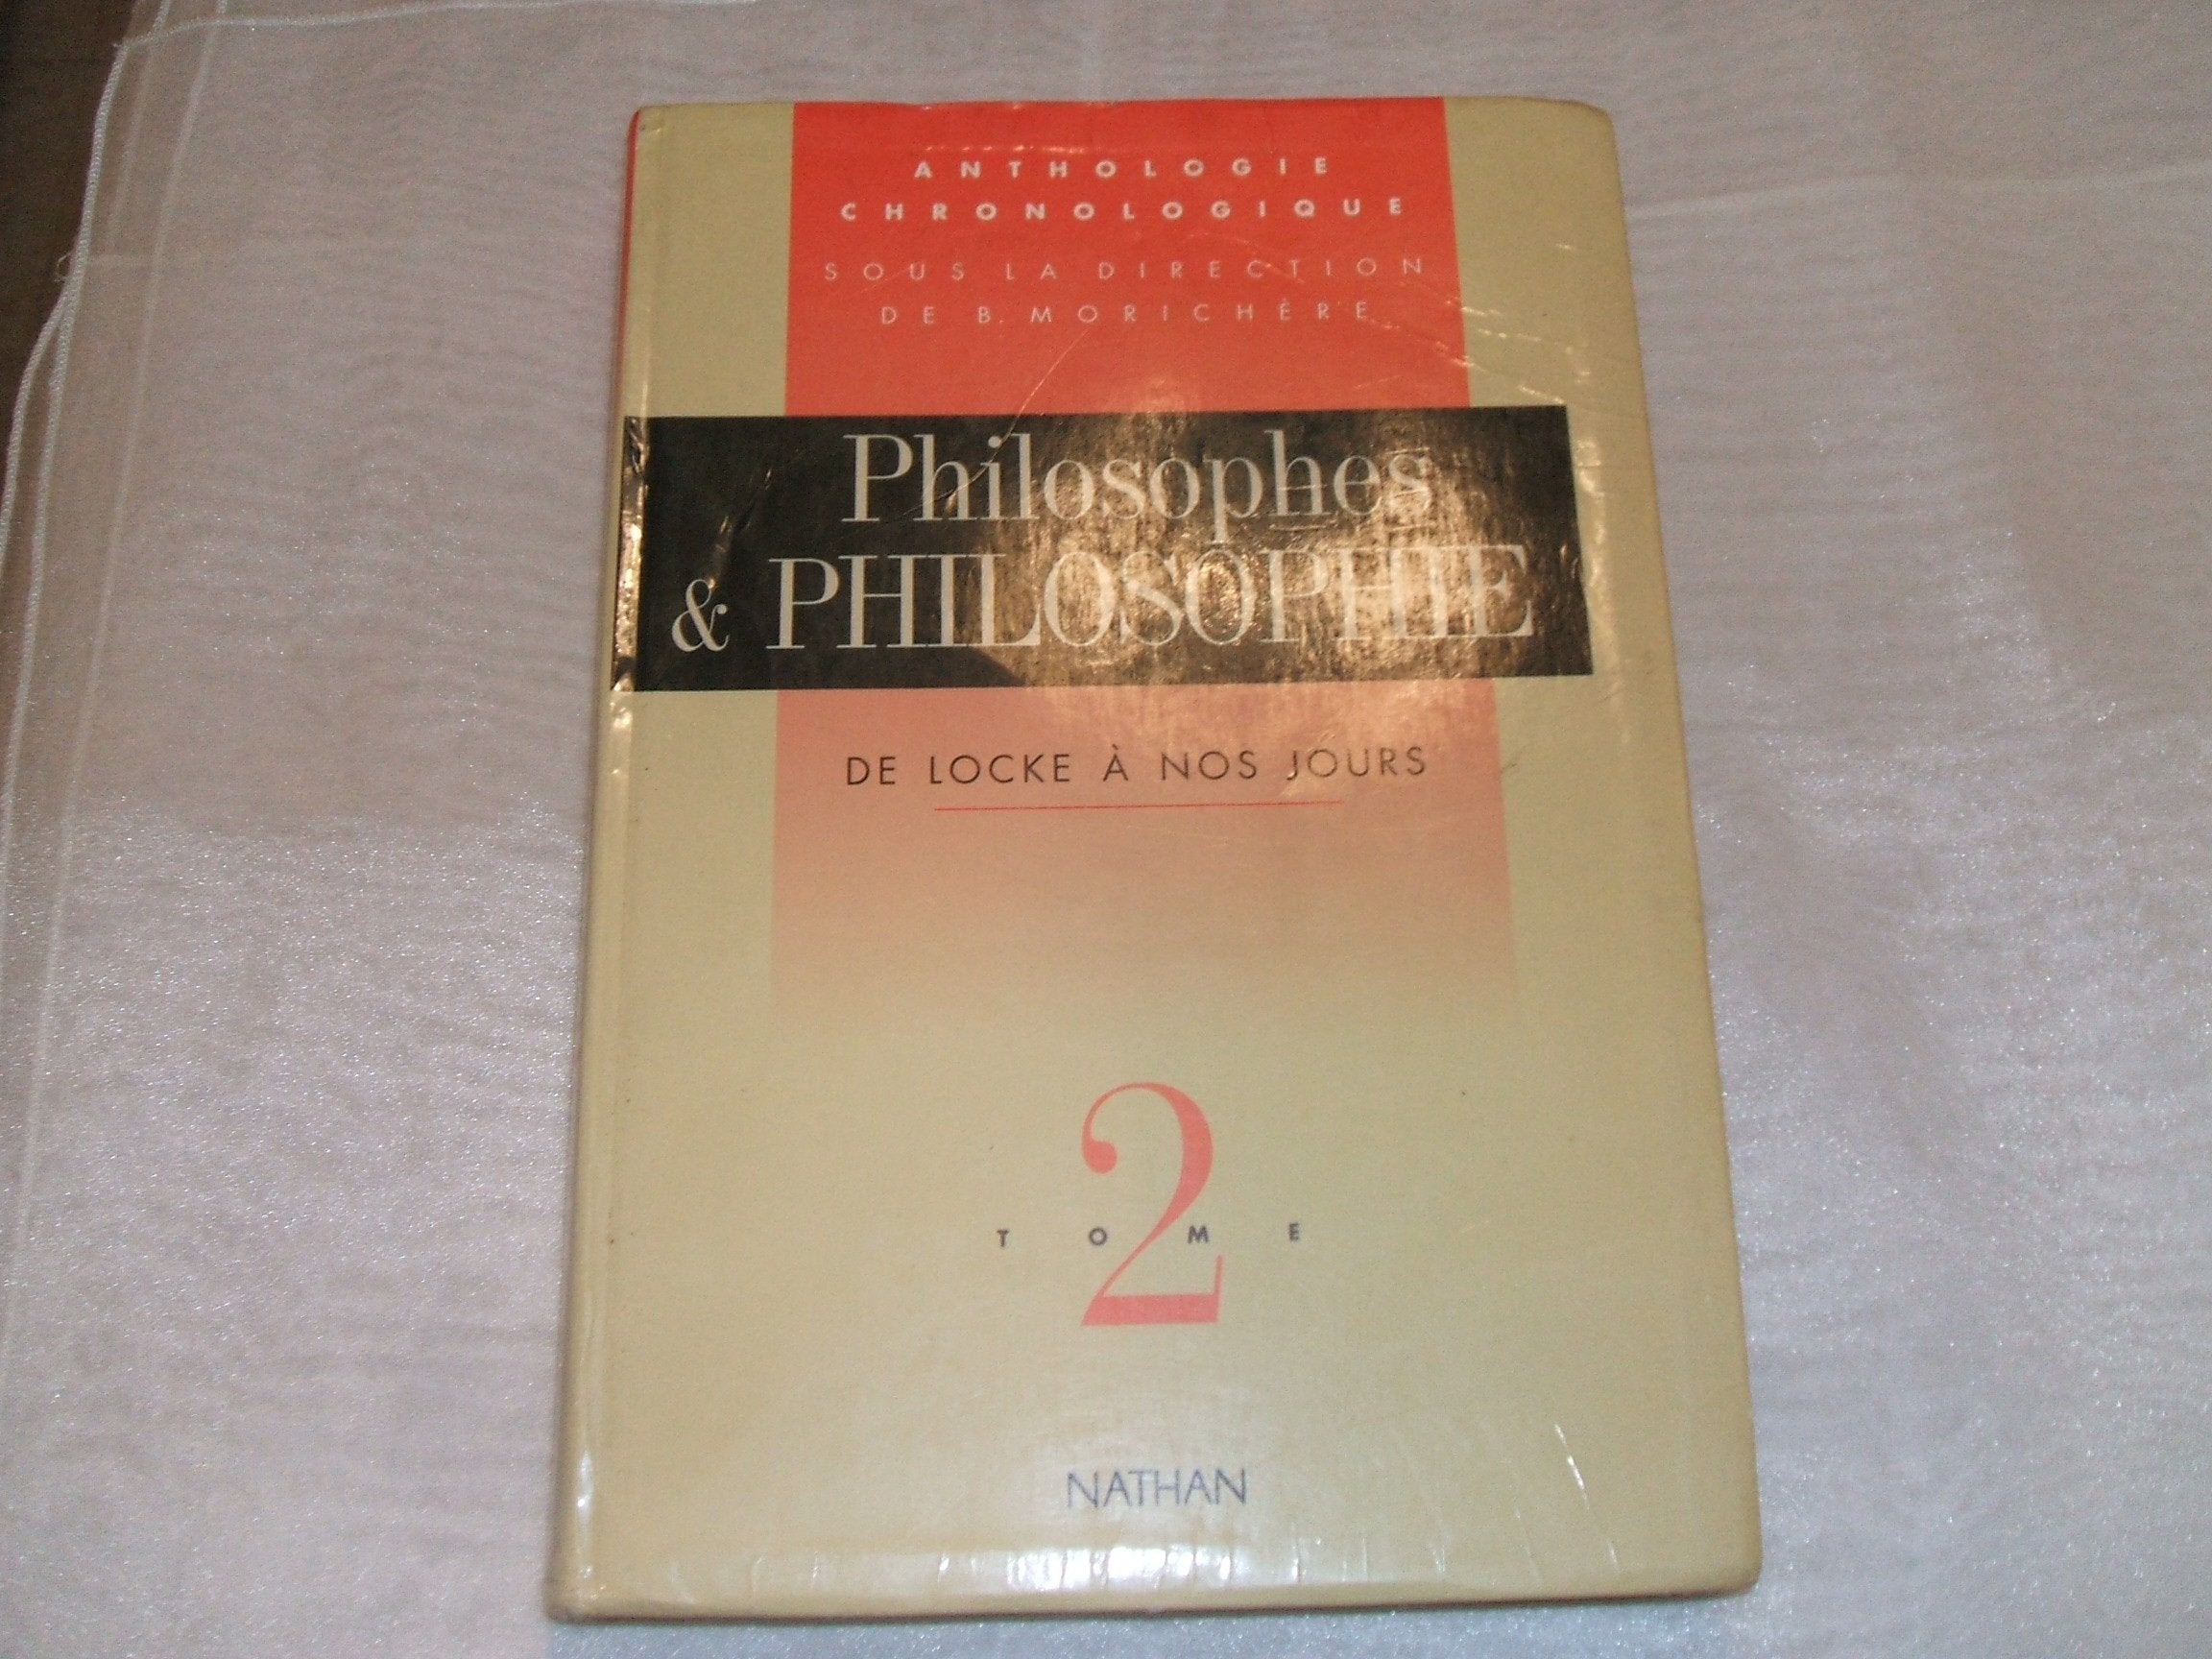 ANTHOLOGIE
CHRONOLOGIQUE
SOUS LA DIRECTION
DE B. MORICHÈRE
Philosophes
& PHILOSOPHIE
DE LOCKE À NOS JOURS
2
TOME
NATHAN